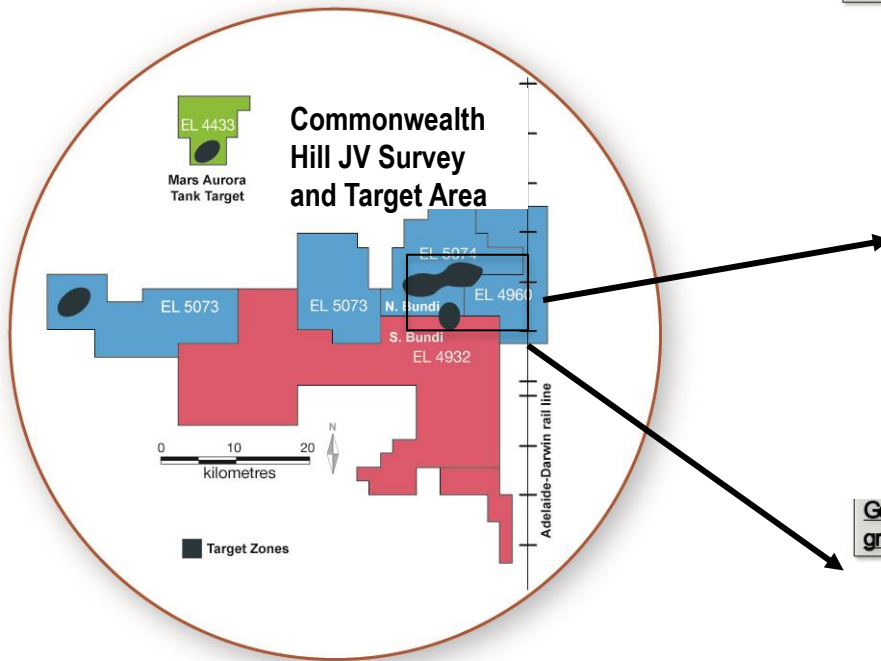 Commonwealth
Hill JV Survey
and Target Area
EL 4433
Mars Aurora
Tank Target
EL 5074
EL 5073
EL 5073
N. Bundi
EL 4960
S. Bundi
EL 4932
0 10 20
kilometres
N
Adelaide-Darwin rail line
Target Zones